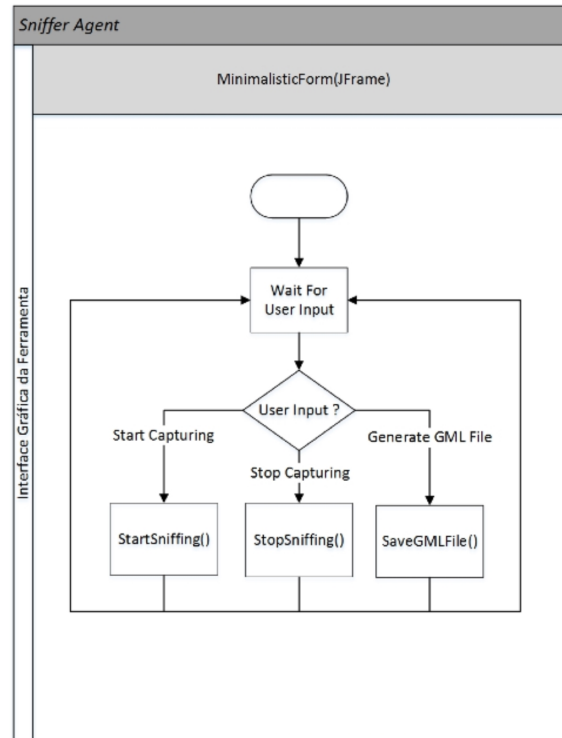 Sniffer Agent
MinimalisticForm(JFrame)
Interface Gráfica da Ferramenta
Wait For
User Input
User Input ?
Start Capturing
Stop Capturing
Generate GML File
StartSniffing()
StopSniffing()
SaveGMLFile()